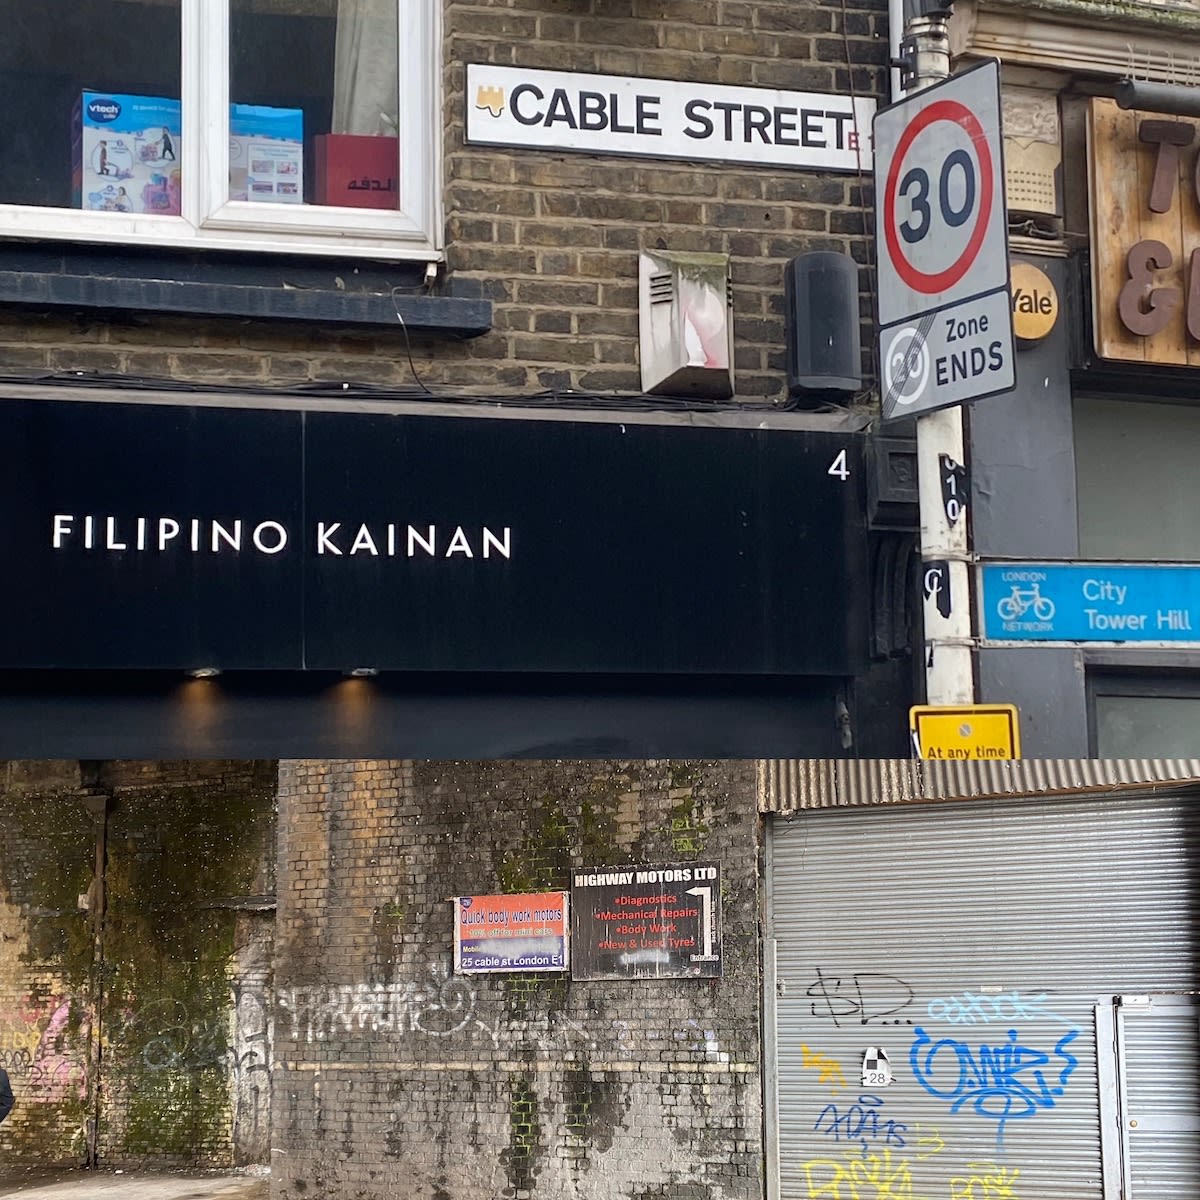 vtech
الدفه
CABLE STREET
30
20
Zone
ENDS
Yale
&
4
FILIPINO KAINAN
LONDON
NETWORK
City
Tower Hill
At any time
HIGHWAY MOTORS LTD
•Diagnostics
•Mechanical Repairs
•Body Work
•New & Used Tyres
Entrance
Quick body work motors
10% off for mini cabs
Mobile
25 cable st London E1
28